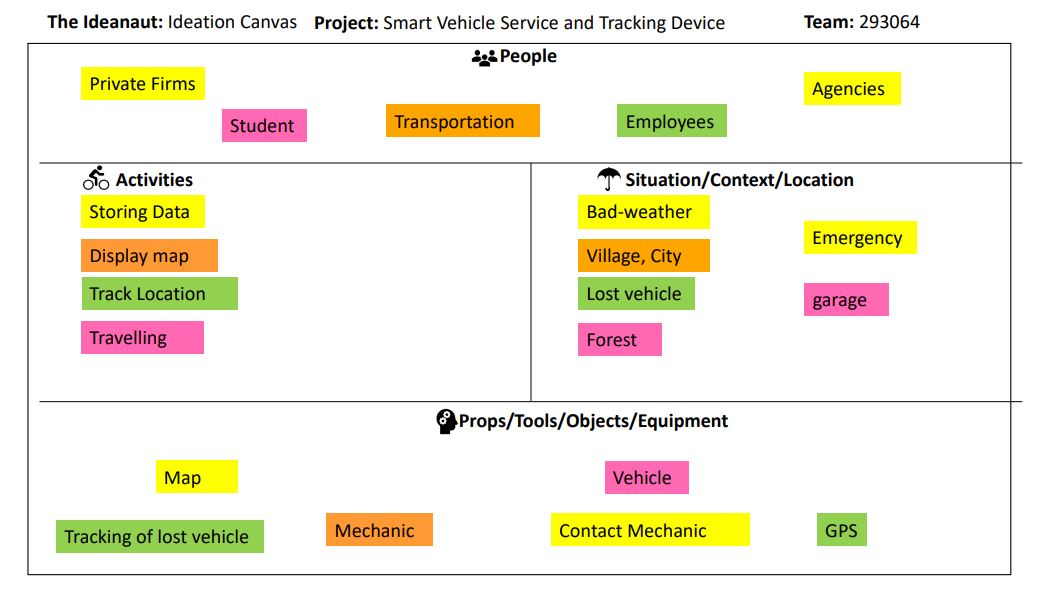 The Ideanaut: Ideation Canvas Project: Smart Vehicle Service and Tracking Device Team: 293064
People
Private Firms
Agencies
Student
Transportation
Employees
Activities
Storing Data
Display map
Track Location
Travelling
Situation/Context/Location
Bad-weather
Emergency
Village, City
Lost vehicle
garage
Forest
Props/Tools/Objects/Equipment
Map
Vehicle
Tracking of lost vehicle
Mechanic
Contact Mechanic
GPS